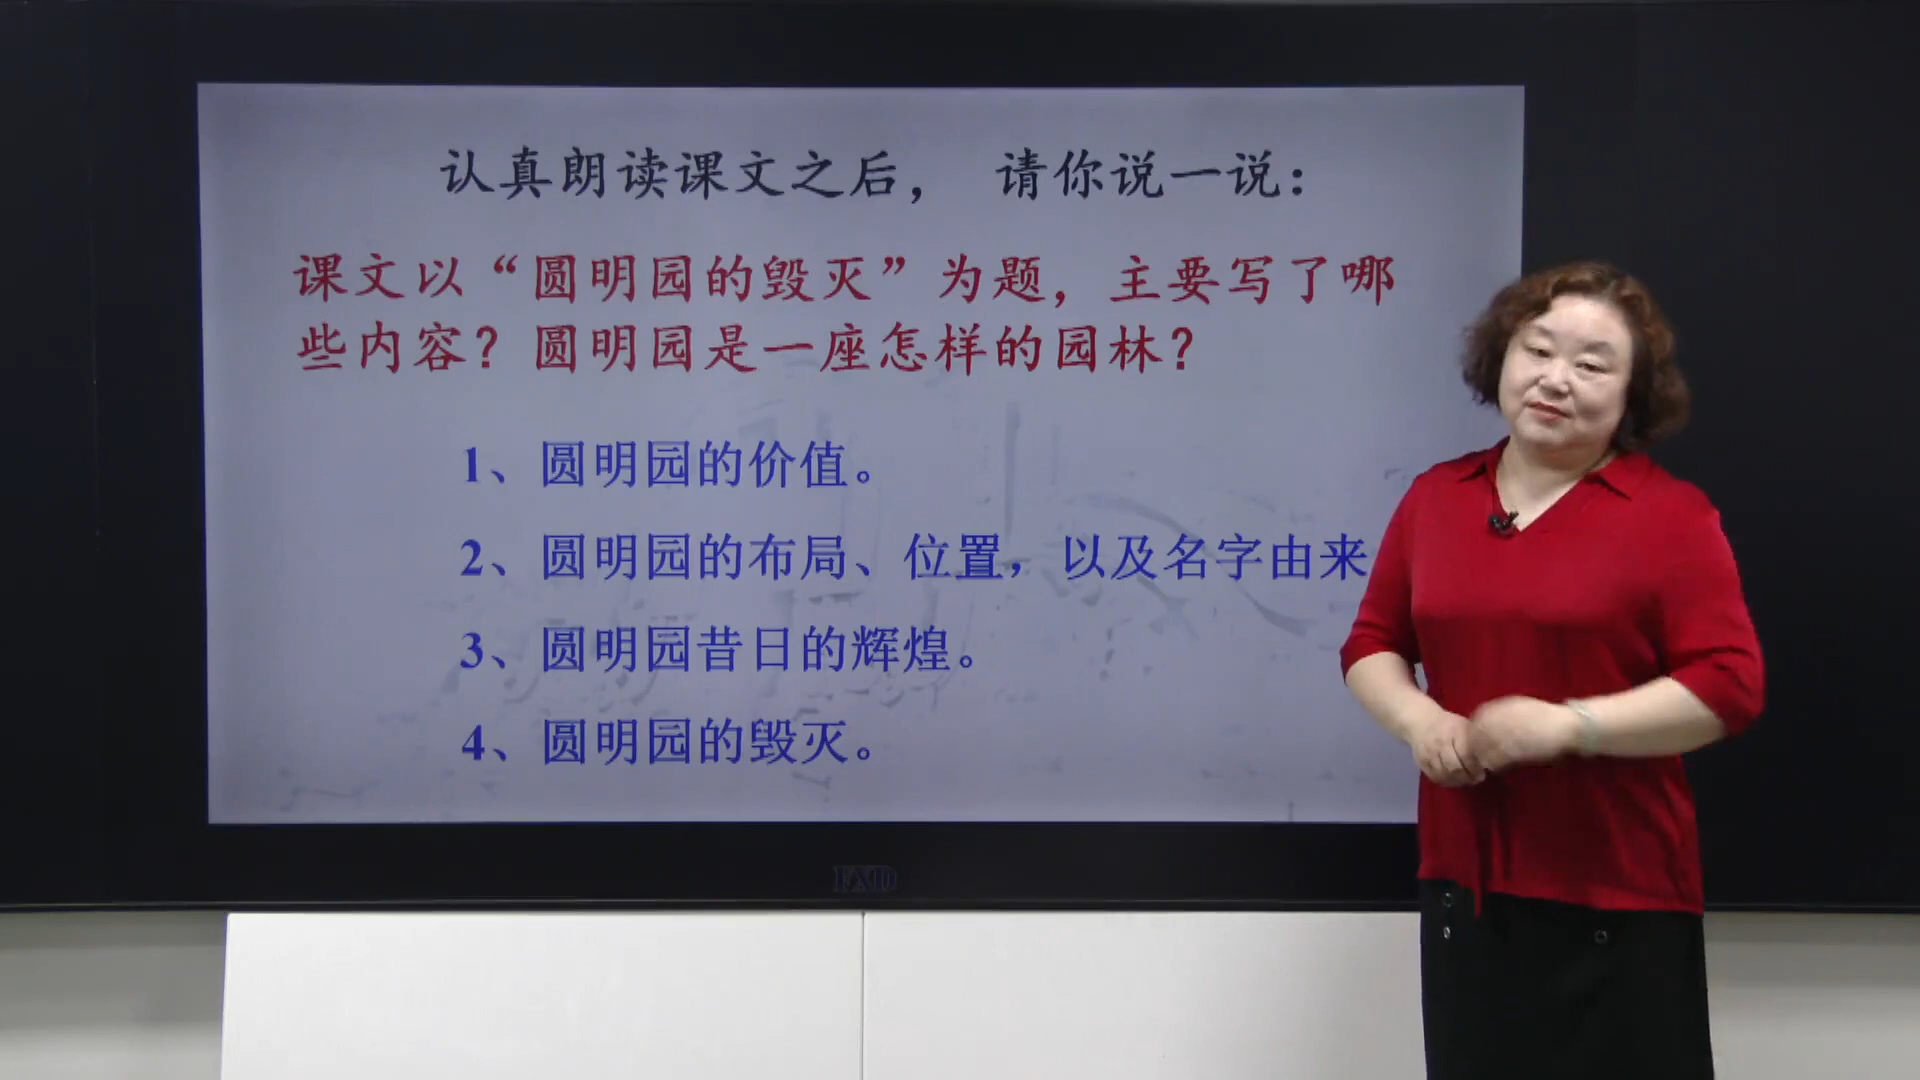 认真朗读课文之后， 请你说一说：
课文以“圆明园的毁灭”为题，主要写了哪
些内容？圆明园是一座怎样的园林？
1、圆明园的价值。
2、圆明园的布局、位置，以及名字由来
3、圆明园昔日的辉煌。
4、圆明园的毁灭。